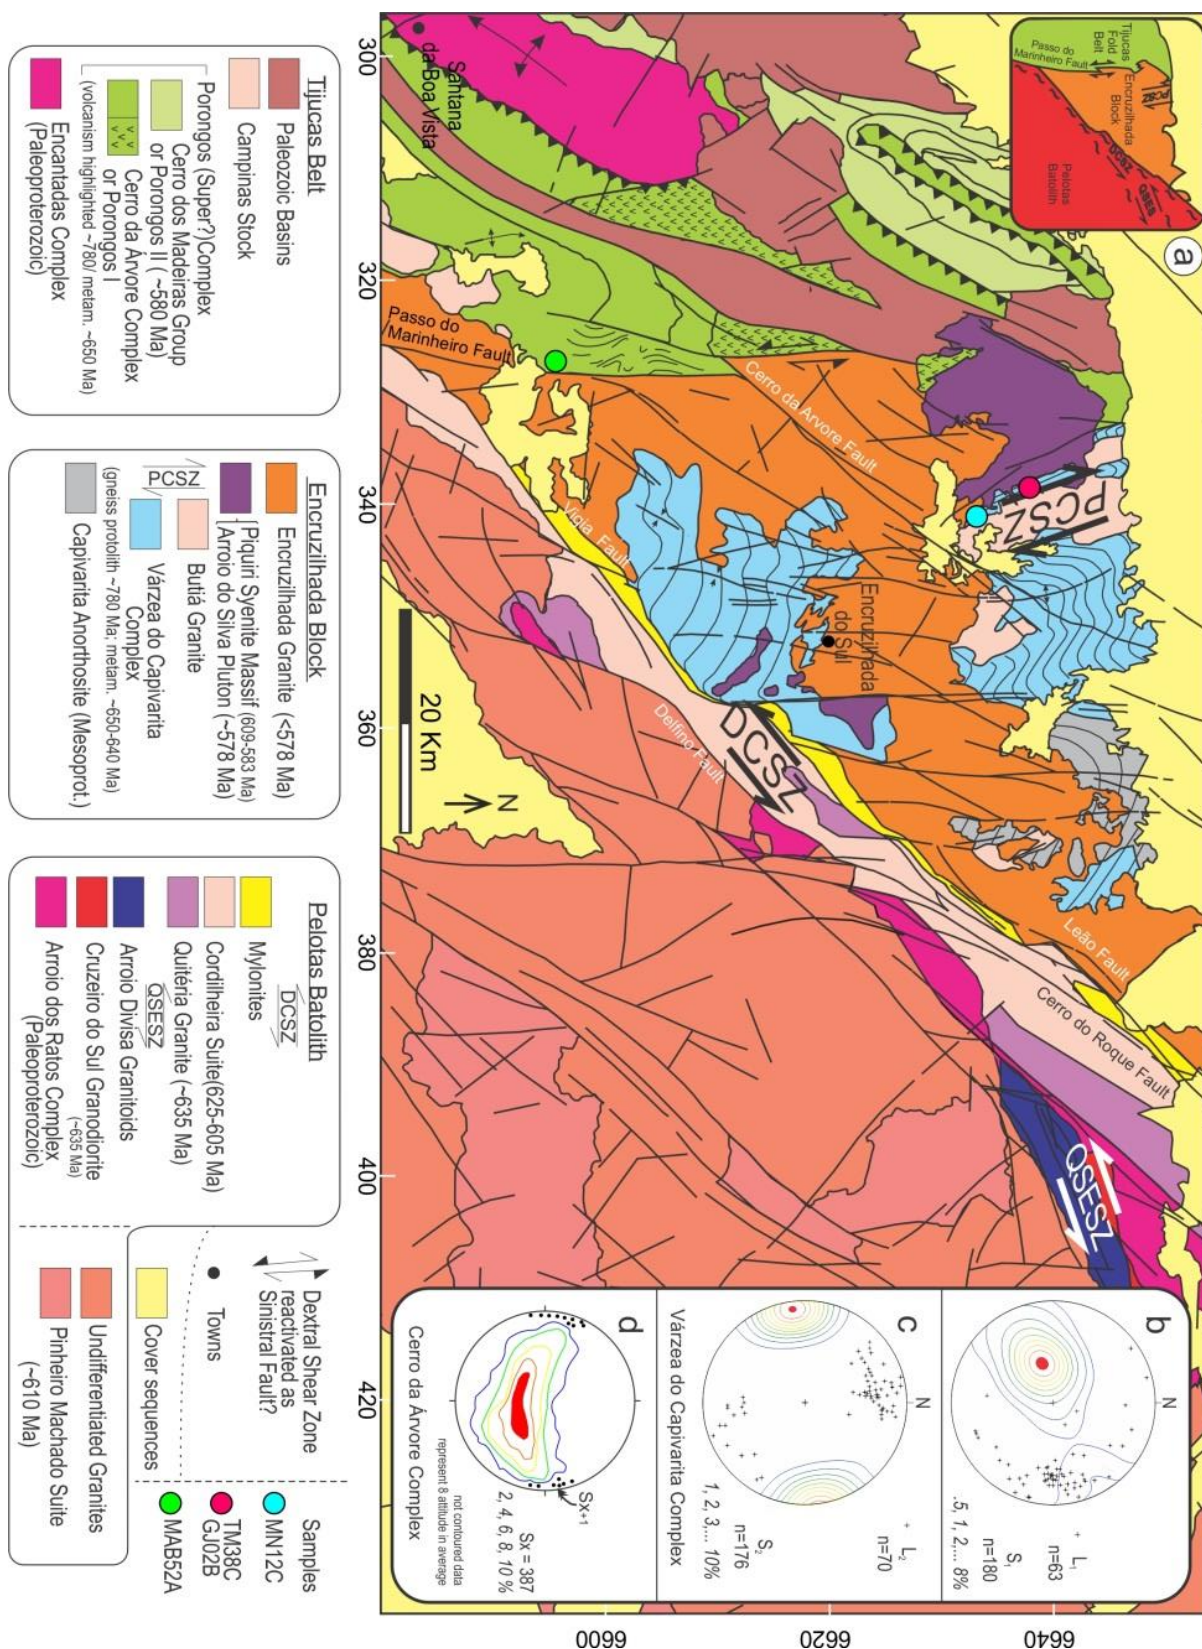 Tijucas
Fold
Belt
Passo do
Marinheiro Fault
Encruzilhada
Block
PCSZ
DCSZ
QSESZ
Pelotas
Batolith
a
300
320
340
360
380
400
420
6600
6620
6640
Santana
da Boa Vista
Passo do
Marinheiro Fault
Cerro da Arvore Fault
PCSZ
Encruzilhada
do Sul
Vigia Fault
DCSZ
Delfino Fault
Leão Fault
Cerro do Roque Fault
QSESZ
20 Km
N
b
N
+ L₁
n=63
S₁
n=180
.5, 1, 2,... 8%
c
N
+ L₂
n=70
S₂
n=176
1, 2, 3,... 10%
Várzea do Capivarita Complex
d
Sx+1
Sx = 387
2, 4, 6, 8, 10 %
not contoured data
represent 8 attitude in average
Cerro da Árvore Complex
Tijucas Belt
Paleozoic Basins
Campinas Stock
Porongos (Super?)Complex
Cerro dos Madeiras Group
or Porongos II ( ~580 Ma)
Cerro da Árvore Complex
or Porongos I
(volcanism highlighted ~780/ metam. ~650 Ma)
Encantadas Complex
(Paleoproterozoic)
Encruzilhada Block
Encruzilhada Granite (<578 Ma)
Piquiri Syenite Massif (609-583 Ma)
Arroio do Silva Pluton (~578 Ma)
Butiá Granite
PCSZ
Várzea do Capivarita
Complex
(gneiss protolith ~780 Ma; metam. ~650-640 Ma)
Capivarita Anorthosite (Mesoprot.)
Pelotas Batolith
DCSZ
Mylonites
Cordilheira Suite(625-605 Ma)
Quitéria Granite (~635 Ma)
QSESZ
Arroio Divisa Granitoids
Cruzeiro do Sul Granodiorite
(~635 Ma)
Arroio dos Ratos Complex
(Paleoproterozoic)
Dextral Shear Zone
reactivated as
Sinistral Fault?
Towns
Cover sequences
Undifferentiated Granites
Pinheiro Machado Suite
(~610 Ma)
Samples
MN12C
TM38C
GJ02B
MAB52A